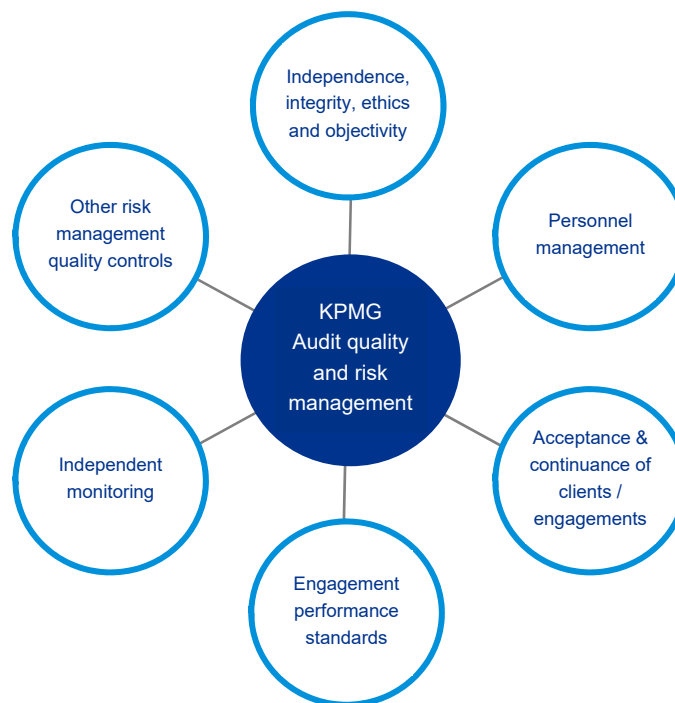 Independence,
integrity, ethics
and objectivity
Other risk
management
quality controls
Personnel
management
KPMG
Audit quality
and risk
management
Independent
monitoring
Acceptance &
continuance of
clients /
engagements
Engagement
performance
standards